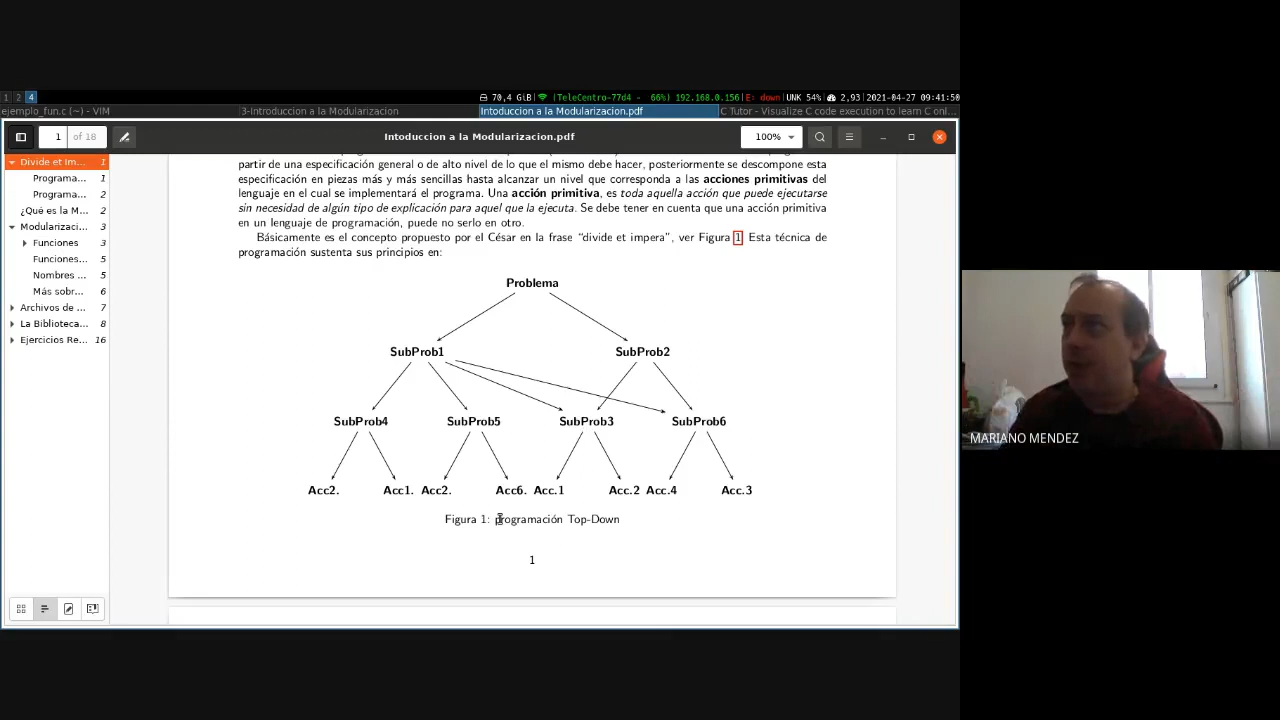 1 2 4
70,4 GiB| (TeleCentro-77d4 - 66%) 192.168.0.156|E: down|UNK 54%| 2,93|2021-04-27 09:41:50
ejemplo_fun.c (~) - VIM
3-Introduccion a la Modularizacion
Intoduccion a la Modularizacion.pdf
C Tutor - Visualize C code execution to learn C onl...
1 of 18
Intoduccion a la Modularizacion.pdf
100%
Divide et Im... 1
Programa... 1
Programa... 2
¿Qué es la M... 2
Modularizaci... 3
Funciones 3
Funciones... 5
Nombres ... 5
Más sobr... 6
Archivos de ... 7
La Biblioteca... 8
Ejercicios Re... 16
partir de una especificación general o de alto nivel de lo que el mismo debe hacer, posteriormente se descompone esta
especificación en piezas más y más sencillas hasta alcanzar un nivel que corresponda a las acciones primitivas del
lenguaje en el cual se implementará el programa. Una acción primitiva, es toda aquella acción que puede ejecutarse
sin necesidad de algún tipo de explicación para aquel que la ejecuta. Se debe tener en cuenta que una acción primitiva
en un lenguaje de programación, puede no serlo en otro.
Básicamente es el concepto propuesto por el César en la frase “divide et impera”, ver Figura 1. Esta técnica de
programación sustenta sus principios en:
Problema
SubProb1 SubProb2
SubProb4 SubProb5 SubProb3 SubProb6
Acc2. Acc1. Acc2. Acc6. Acc.1 Acc.2 Acc.4 Acc.3
Figura 1: programación Top-Down
1
MARIANO MENDEZ